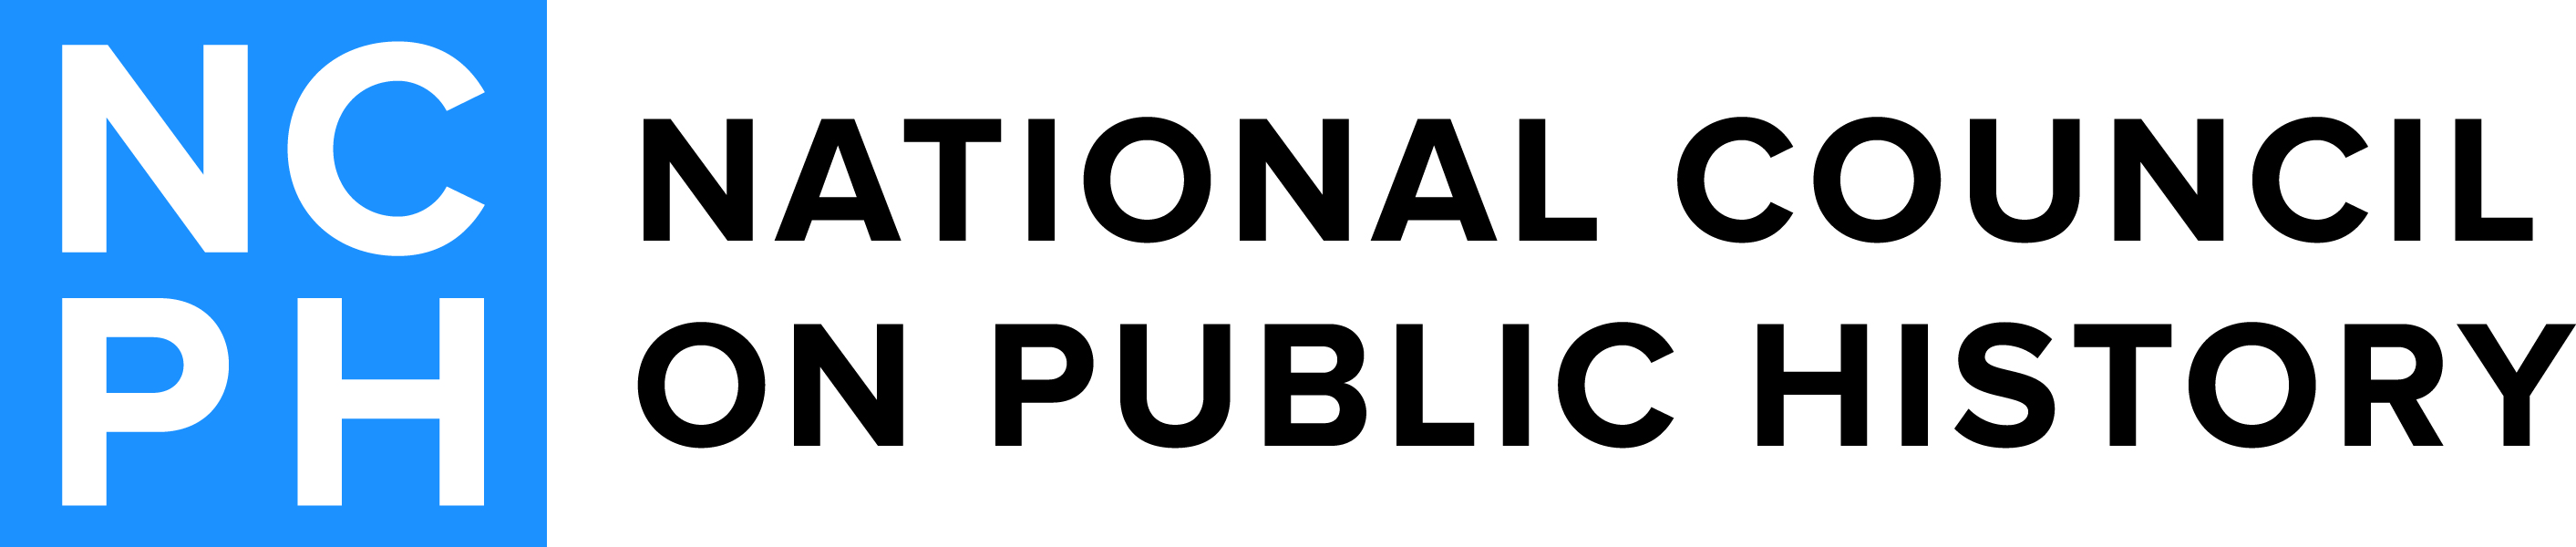 NC
PH
NATIONAL COUNCIL
ON PUBLIC HISTORY